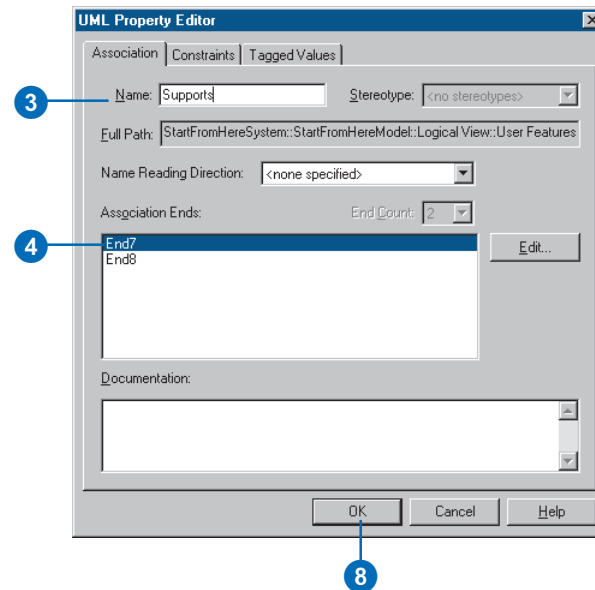 UML Property Editor
Association Constraints Tagged Values
3 Name: Supports Stereotype: <no stereotypes>
Full Path: StartFromHereSystem::StartFromHereModel::Logical View::User Features
Name Reading Direction: <none specified>
Association Ends: End Count: 2
4 End7 Edit...
End8
Documentation:
OK Cancel Help
8